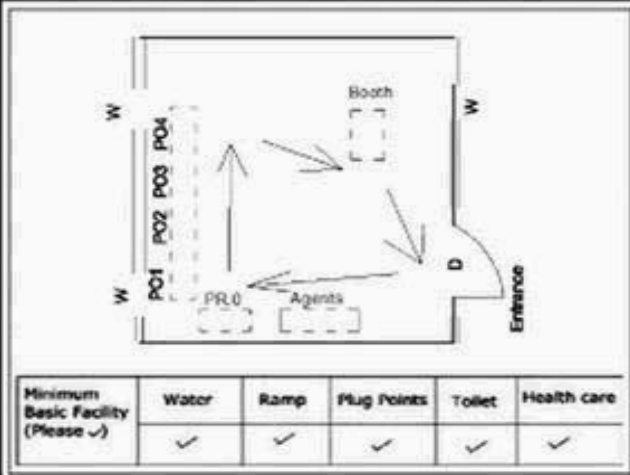 Booth
W
W
PO4
PO3
PO2
PO1
W
D
PR.0
Agents
Entrance
Minimum Basic Facility (Please ✓)
Water
Ramp
Plug Points
Toilet
Health care
✓
✓
✓
✓
✓